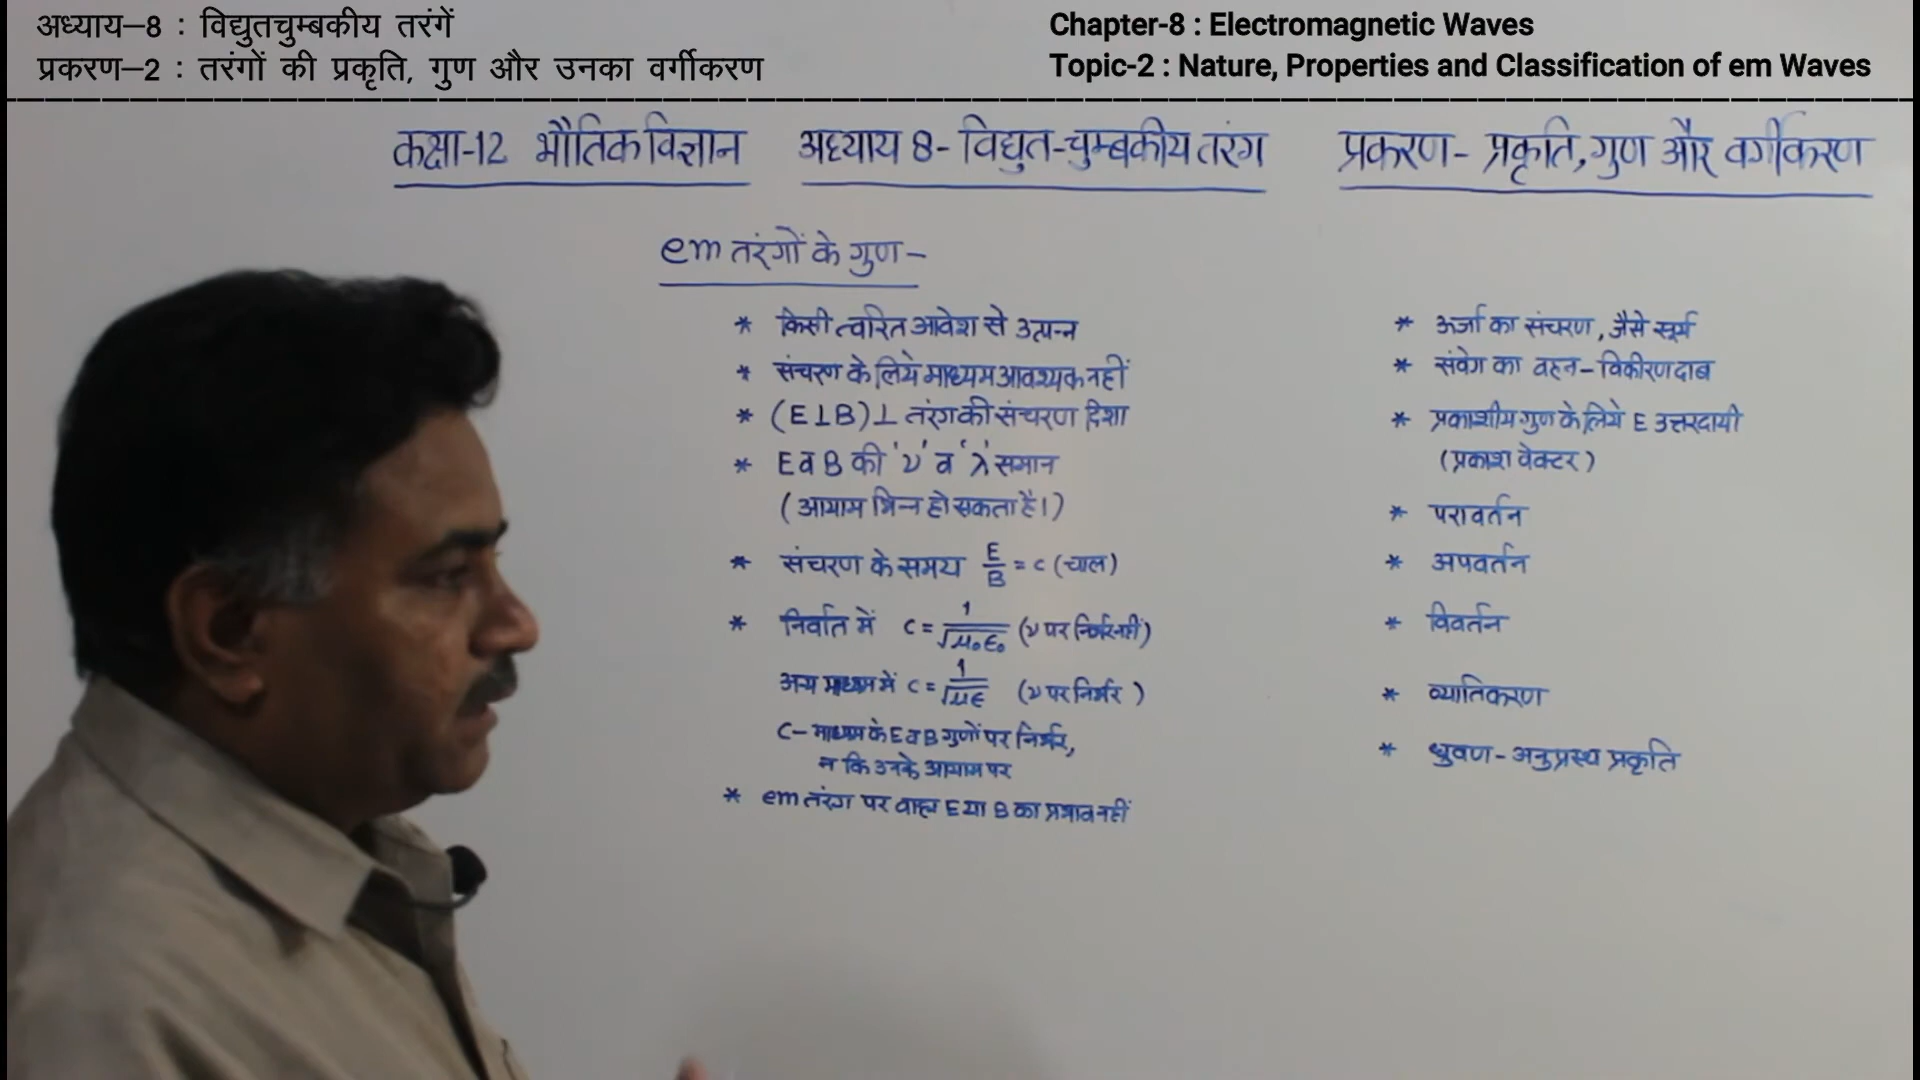 अध्याय–8 : विद्युतचुम्बकीय तरंगें
प्रकरण–2 : तरंगों की प्रकृति, गुण और उनका वर्गीकरण
Chapter-8 : Electromagnetic Waves
Topic-2 : Nature, Properties and Classification of em Waves
कक्षा-12 भौतिक विज्ञान अध्याय 8- विद्युत-चुम्बकीय तरंग प्रकरण- प्रकृति, गुण और वर्गीकरण
em तरंगों के गुण-
* किसी त्वरित आवेश से उत्पन्न
* संचरण के लिये माध्यम आवश्यक नहीं
* (E⊥B)⊥ तरंग की संचरण दिशा
* E व B की 'ν' व 'λ' समान
(आयाम भिन्न हो सकता है।)
* संचरण के समय E/B = c (चाल)
* निर्वात में c = 1/√μ₀ε₀ (ν पर निर्भर नहीं)
अन्य माध्यम में c = 1/√με (ν पर निर्भर)
C- माध्यम के E व B गुणों पर निर्भर,
न कि उनके आयाम पर
* em तरंग पर वाह्य E या B का प्रभाव नहीं
* ऊर्जा का संचरण, जैसे सूर्य
* संवेग का वहन - विकीरण दाब
* प्रकाशीय गुण के लिये E उत्तरदायी
(प्रकाश वेक्टर)
* परावर्तन
* अपवर्तन
* विवर्तन
* व्यतिकरण
* ध्रुवण - अनुप्रस्थ प्रकृति